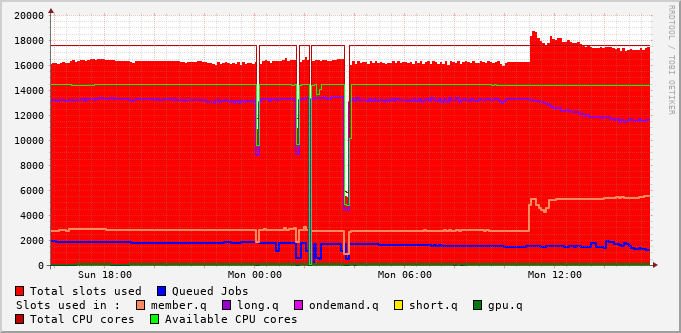 20000
18000
16000
14000
12000
10000
8000
6000
4000
2000
0
Sun 18:00 Mon 00:00 Mon 06:00 Mon 12:00
RRDTOOL / TOBI OETIKER
Total slots used Queued Jobs
Slots used in : member.q long.q ondemand.q short.q gpu.q
Total CPU cores Available CPU cores